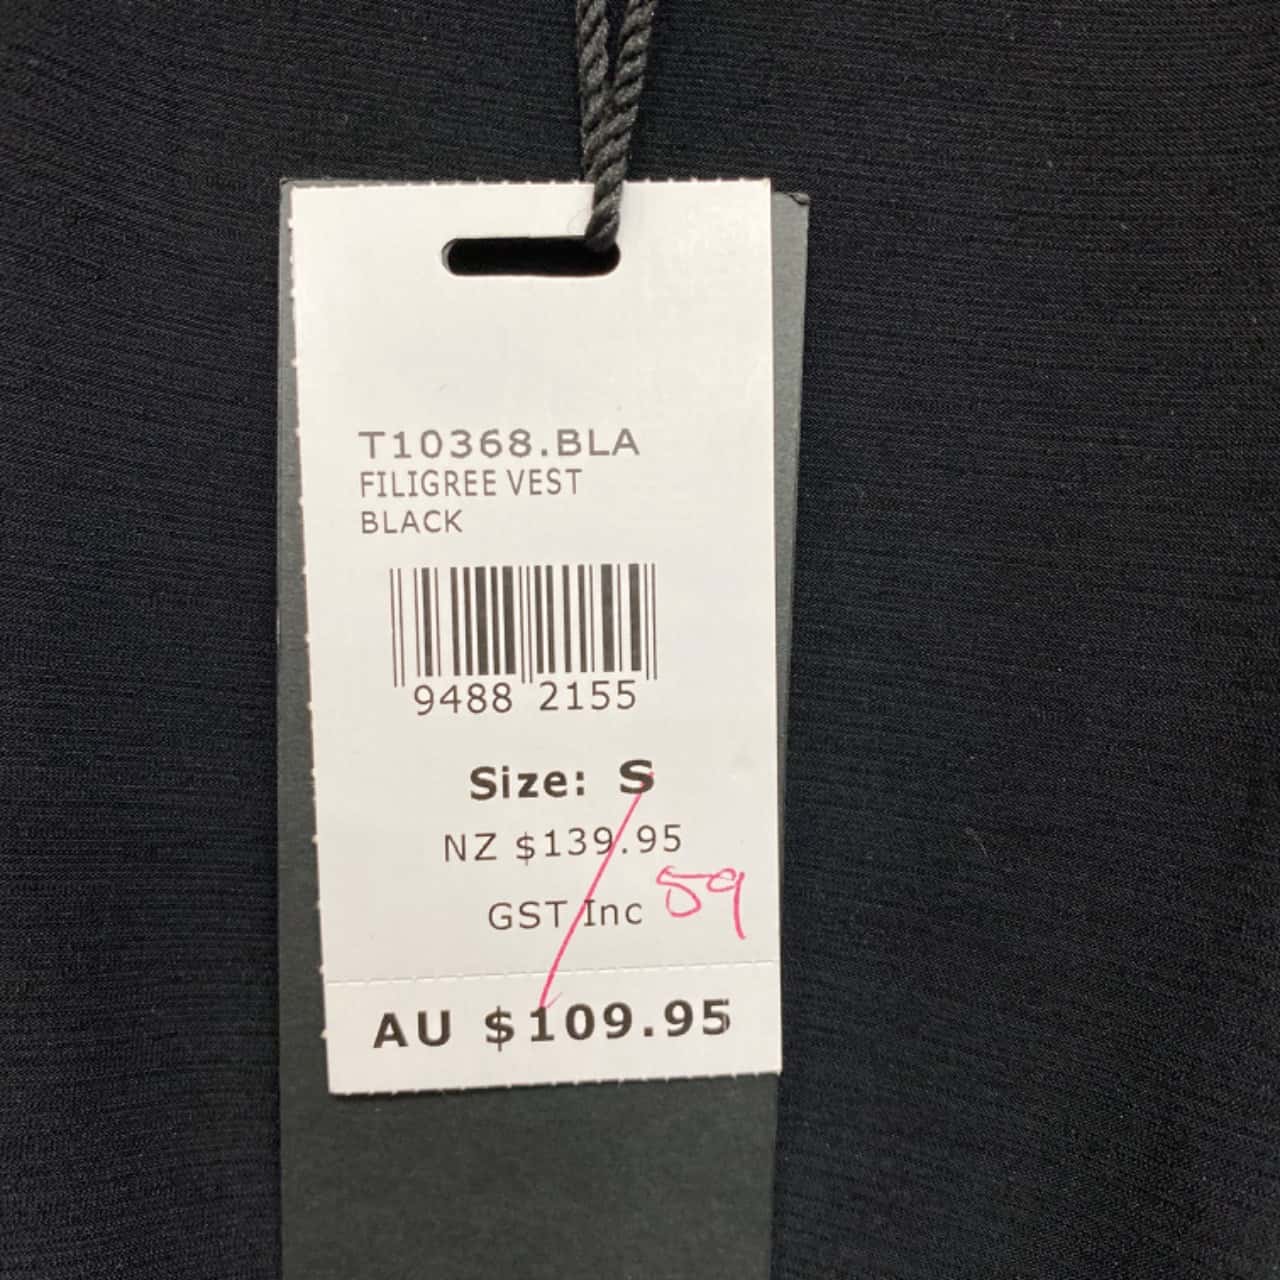 T10368.BLA
FILIGREE VEST
BLACK
9488 2155
Size: S
NZ $139.95
GST Inc 59
AU $109.95